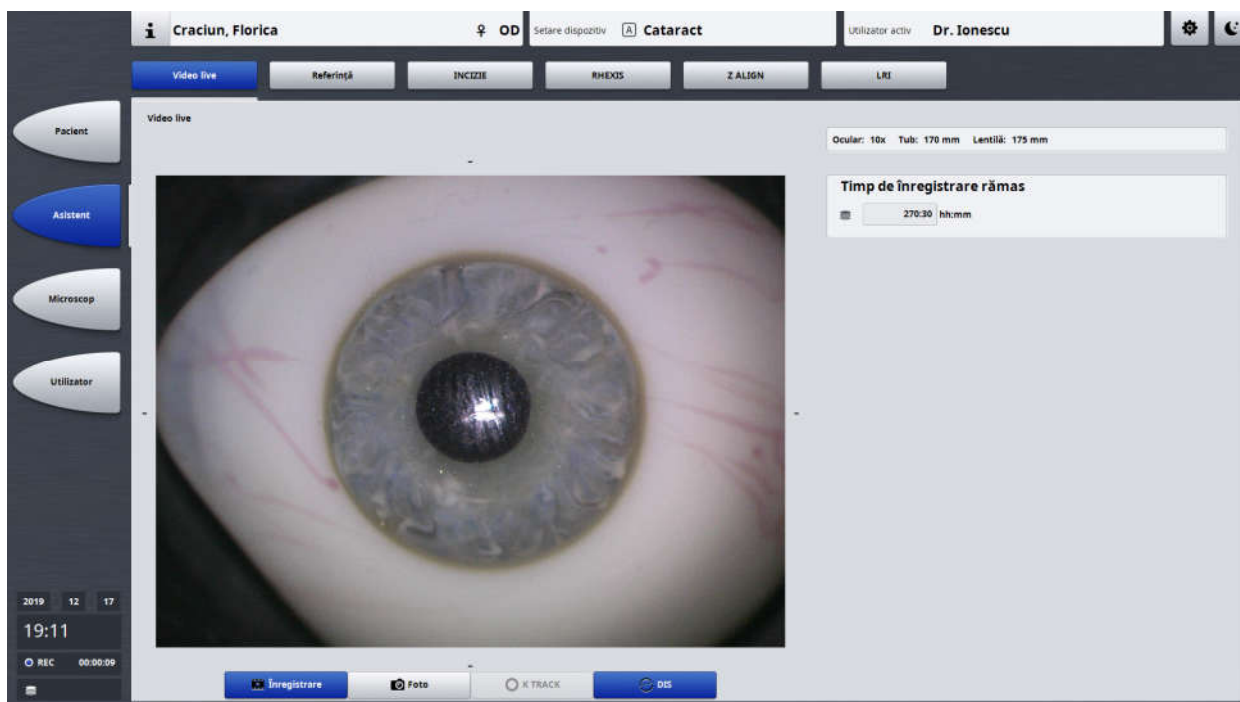 i Craciun, Florica ♀ OD Setare dispozitiv A Cataract Utilizator activ Dr. Ionescu
Video live Referință INCIZIE RHEXIS Z ALIGN LRI
Video live
Pacient
Ocular: 10x Tub: 170 mm Lentilă: 175 mm
Timp de înregistrare rămas
270:30 hh:mm
Asistent
Microscop
Utilizator
2019 12 17
19:11
REC 00:00:09
Înregistrare Foto K TRACK DIS